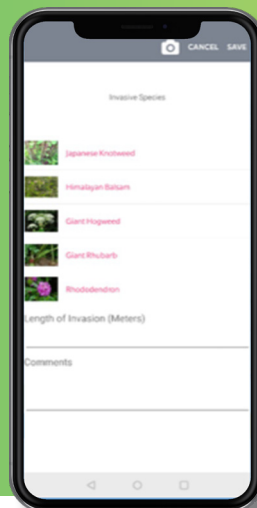 CANCEL SAVE
Invasive Species
Japanese Knotweed
Himalayan Balsam
Giant Hogweed
Giant Rhubarb
Rhododendron
Length of Invasion (Meters)
Comments